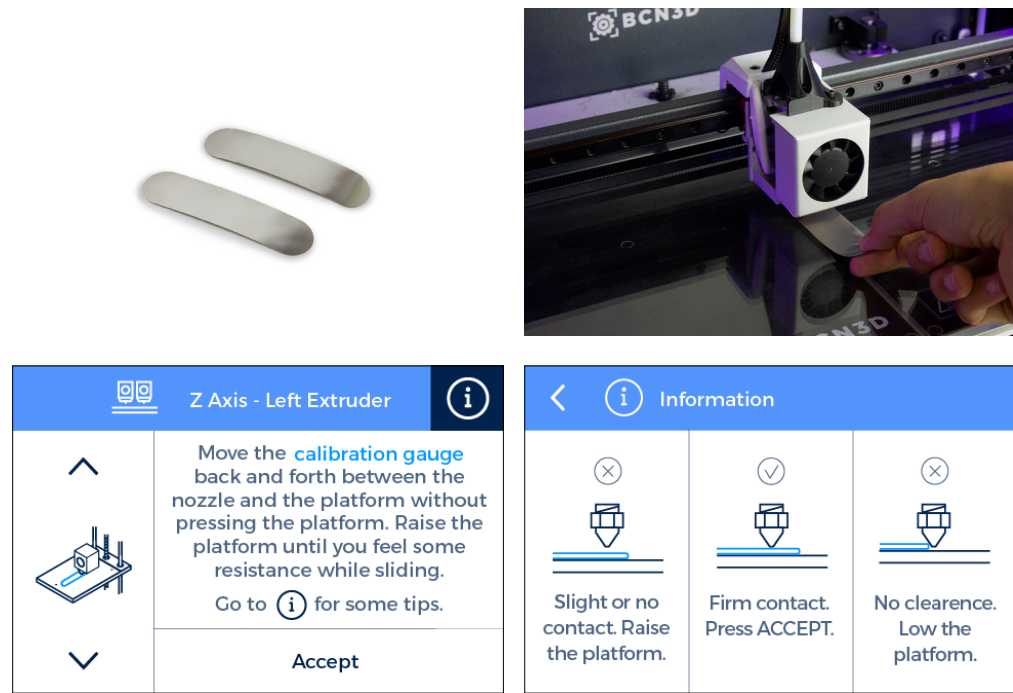 BCN3D
BCN3D
Z Axis - Left Extruder
i
Move the calibration gauge
back and forth between the
nozzle and the platform without
pressing the platform. Raise the
platform until you feel some
resistance while sliding.
Go to i for some tips.
Accept
i Information
Slight or no
contact. Raise
the platform.
Firm contact.
Press ACCEPT.
No clearence.
Low the
platform.